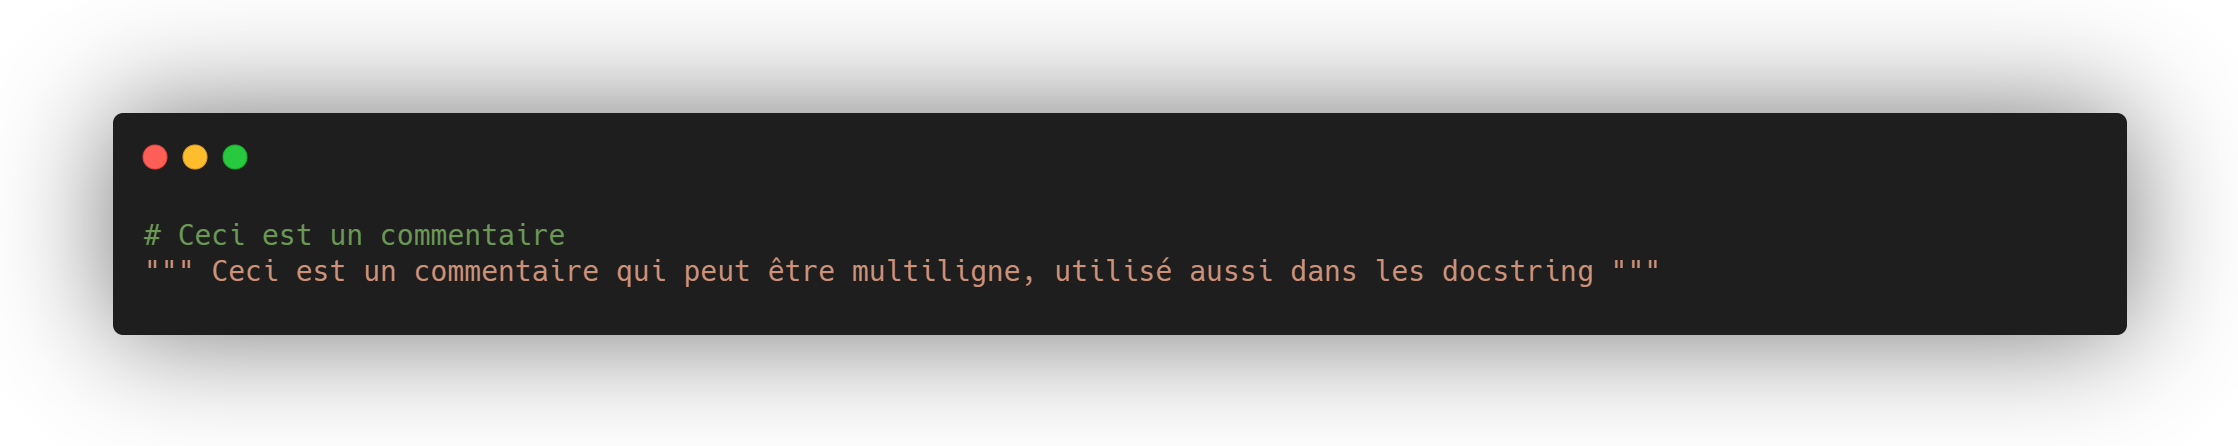 # Ceci est un commentaire
""" Ceci est un commentaire qui peut être multiligne, utilisé aussi dans les docstring """